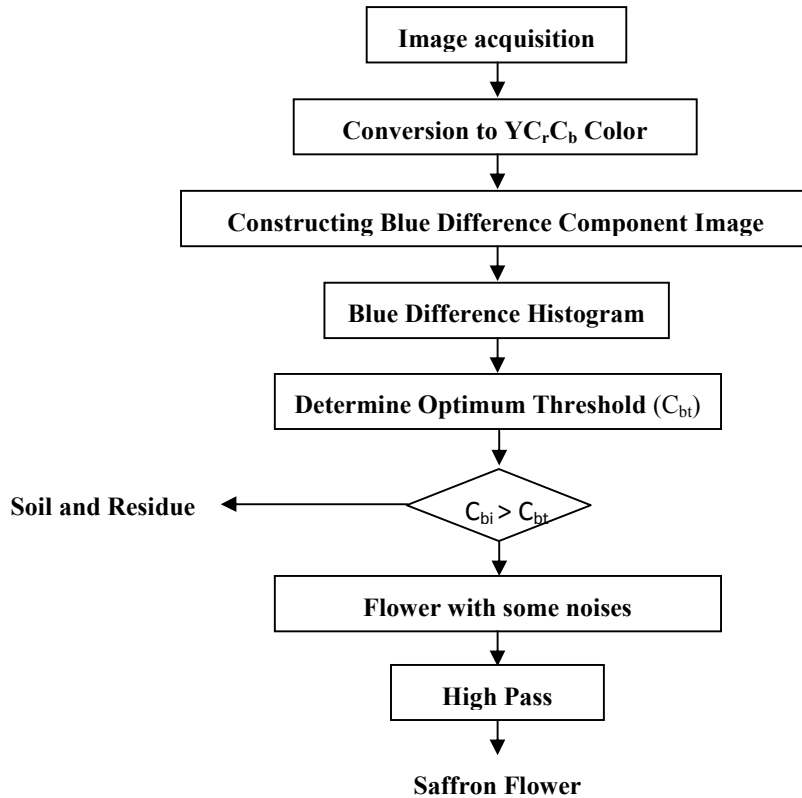 Image acquisition
Conversion to YCrCb Color
Constructing Blue Difference Component Image
Blue Difference Histogram
Determine Optimum Threshold (Cbt)
Soil and Residue
Cbi > Cbt
Flower with some noises
High Pass
Saffron Flower